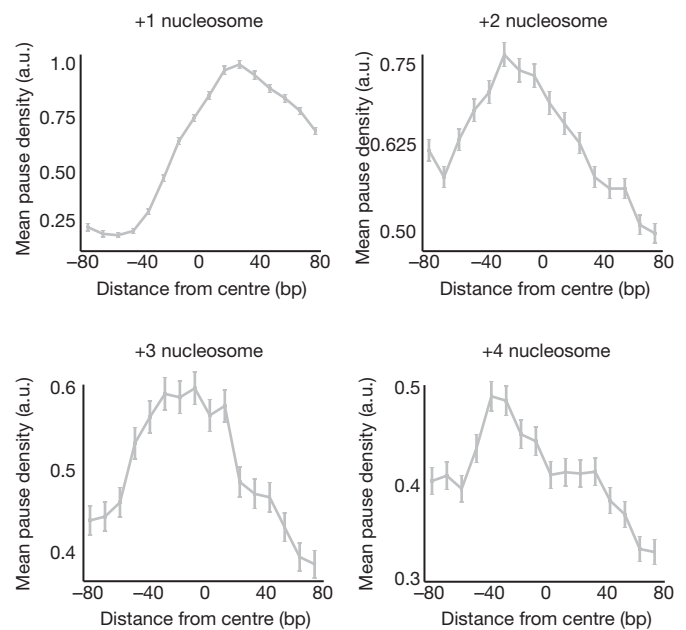 +1 nucleosome
Mean pause density (a.u.)
1.0
0.75
0.50
0.25
−80 −40 0 40 80
Distance from centre (bp)
+2 nucleosome
Mean pause density (a.u.)
0.75
0.625
0.50
−80 −40 0 40 80
Distance from centre (bp)
+3 nucleosome
Mean pause density (a.u.)
0.6
0.5
0.4
−80 −40 0 40 80
Distance from centre (bp)
+4 nucleosome
Mean pause density (a.u.)
0.5
0.4
0.3
−80 −40 0 40 80
Distance from centre (bp)